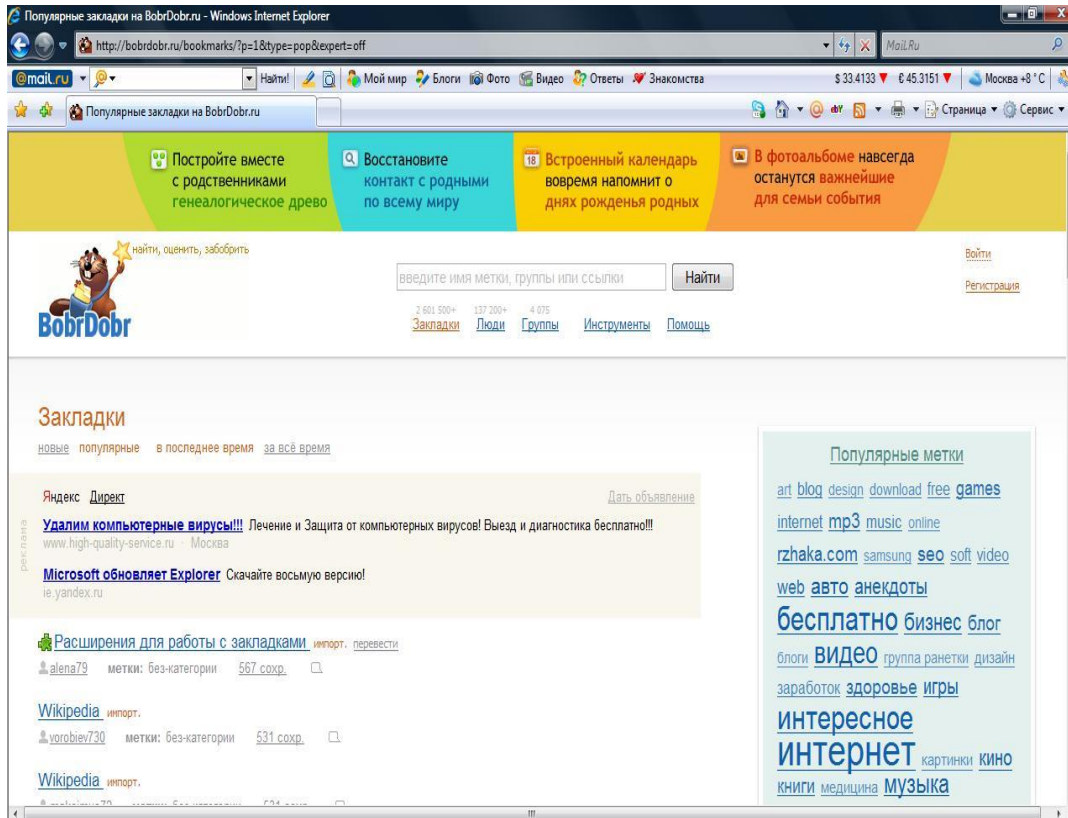 Популярные закладки на BobrDobr.ru - Windows Internet Explorer
http://bobrdobr.ru/bookmarks/?p=1&type=pop&expert=off
Mail.Ru
@mail.ru Найти! Мой мир Блоги Фото Видео Ответы Знакомства $ 33.4133 € 45.3151 Москва +8 °C
Популярные закладки на BobrDobr.ru
Страница Сервис
Постройте вместе
с родственниками
генеалогическое древо
Восстановите
контакт с родными
по всему миру
18 Встроенный календарь
вовремя напомнит о
днях рожденья родных
В фотоальбоме навсегда
останутся важнейшие
для семьи события
найти, оценить, забобрить
BobrDobr
введите имя метки, группы или ссылки Найти
2 601 500+ 137 200+ 4 075
Закладки Люди Группы Инструменты Помощь
Войти
Регистрация
Закладки
новые популярные в последнее время за всё время
реклама
Яндекс Директ Дать объявление
Удалим компьютерные вирусы!!! Лечение и Защита от компьютерных вирусов! Выезд и диагностика бесплатно!!!
www.high-quality-service.ru · Москва
Microsoft обновляет Explorer Скачайте восьмую версию!
ie.yandex.ru
Расширения для работы с закладками импорт. перевести
alena79 метки: без-категории 567 сохр.
Wikipedia импорт.
vorobiev730 метки: без-категории 531 сохр.
Wikipedia импорт.
Популярные метки
art blog design download free games
internet mp3 music online
rzhaka.com samsung seo soft video
web авто анекдоты
бесплатно бизнес блог
блоги видео группа ранетки дизайн
заработок здоровье игры
интересное
интернет картинки кино
книги медицина музыка